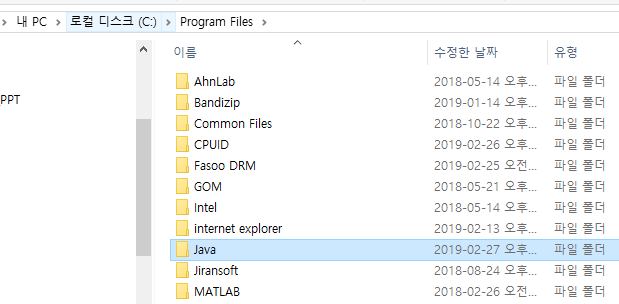 › 내 PC › 로컬 디스크 (C:) › Program Files ›
이름 수정한 날짜 유형
PPT
AhnLab 2018-05-14 오후... 파일 폴더
Bandizip 2019-01-14 오후... 파일 폴더
Common Files 2018-10-22 오후... 파일 폴더
CPUID 2019-02-26 오후... 파일 폴더
Fasoo DRM 2019-02-25 오전... 파일 폴더
GOM 2018-05-21 오후... 파일 폴더
Intel 2018-05-14 오후... 파일 폴더
internet explorer 2019-02-13 오후... 파일 폴더
Java 2019-02-27 오후... 파일 폴더
Jiransoft 2018-08-24 오후... 파일 폴더
MATLAB 2018-02-26 오전... 파일 폴더